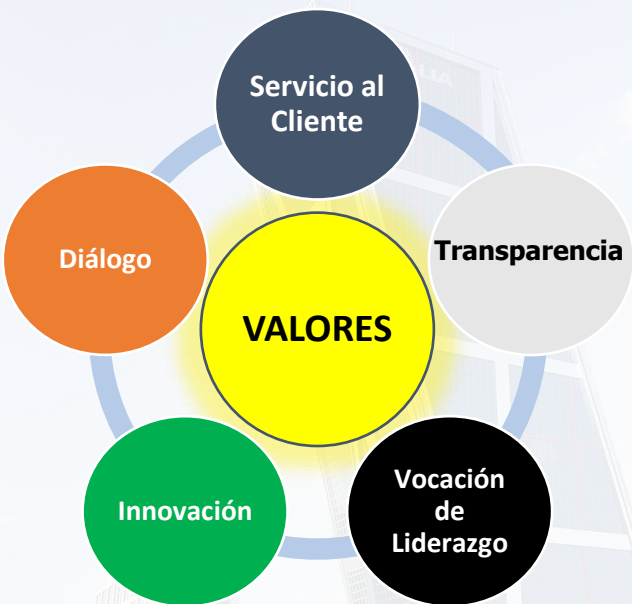 Servicio al
Cliente
Transparencia
Diálogo
VALORES
Innovación
Vocación
de
Liderazgo